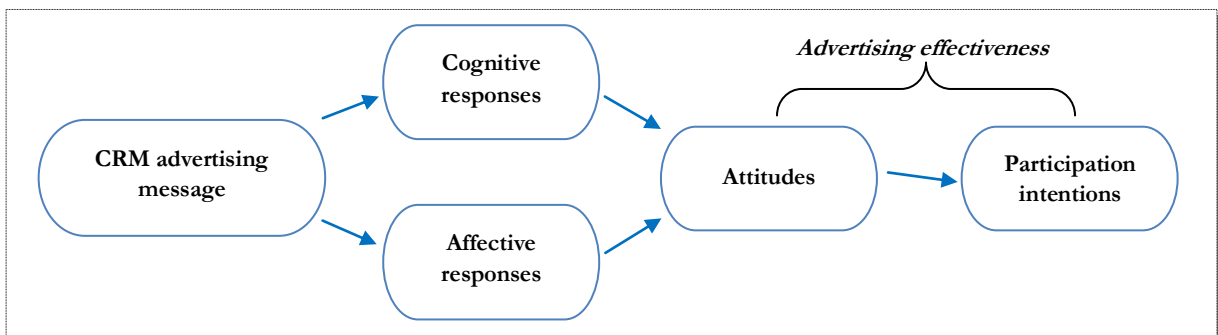 Advertising effectiveness
Cognitive
responses
CRM advertising
message
Attitudes
Participation
intentions
Affective
responses